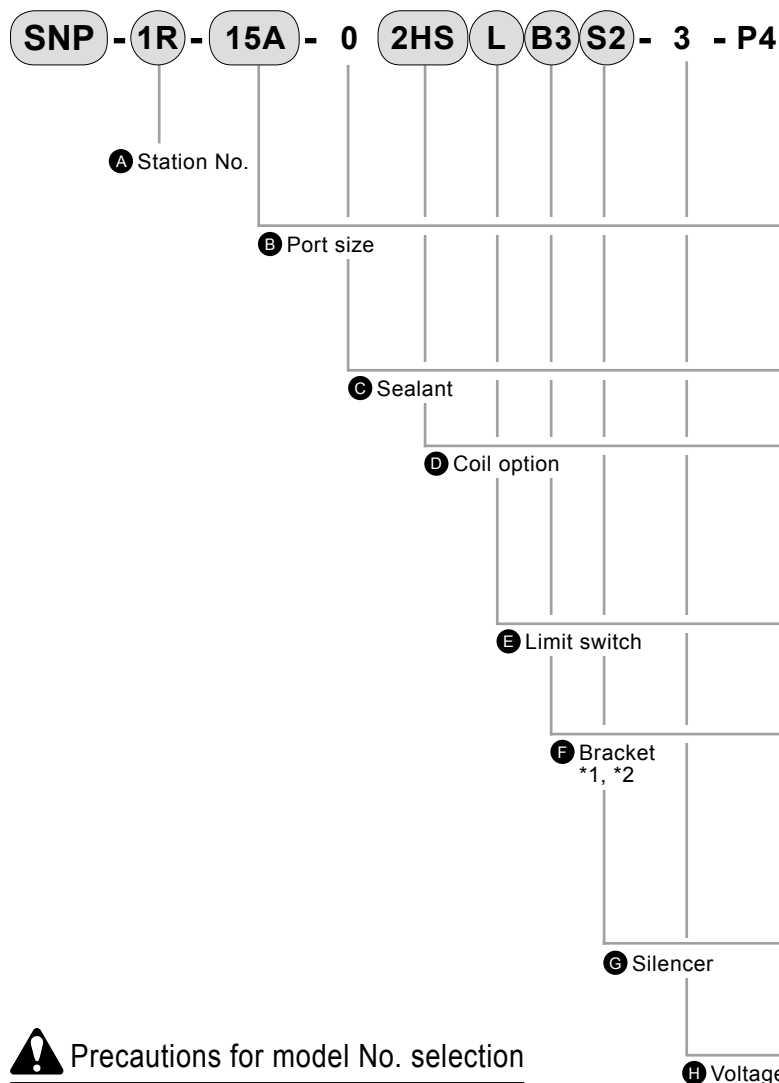 SNP - 1R - 15A - 0 2HS L B3 S2 - 3 - P4
A Station No.
B Port size
C Sealant
D Coil option
E Limit switch
F Bracket
*1, *2
G Silencer
Precautions for model No. selection
H Voltage